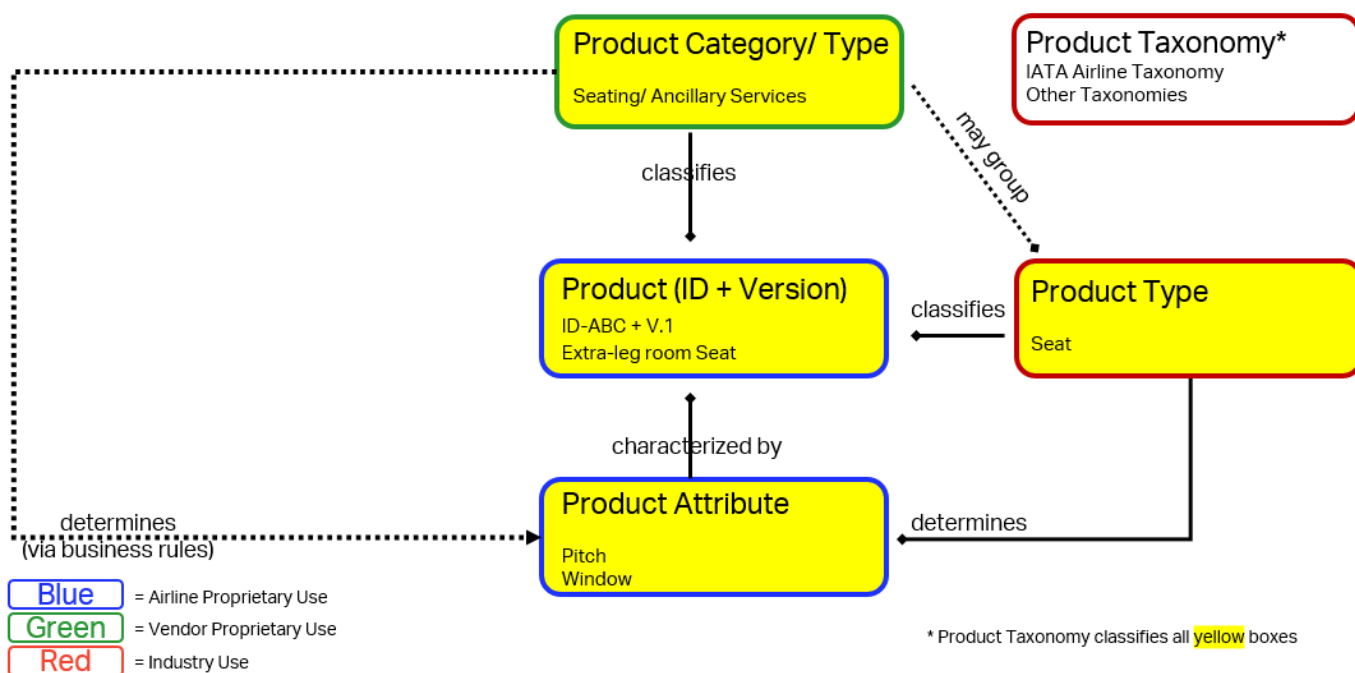 Product Category/ Type
Seating/ Ancillary Services
Product Taxonomy*
IATA Airline Taxonomy
Other Taxonomies
may group
classifies
Product (ID + Version)
ID-ABC + V.1
Extra-leg room Seat
classifies
Product Type
Seat
characterized by
Product Attribute
Pitch
Window
determines
determines
(via business rules)
Blue = Airline Proprietary Use
Green = Vendor Proprietary Use
Red = Industry Use
* Product Taxonomy classifies all yellow boxes